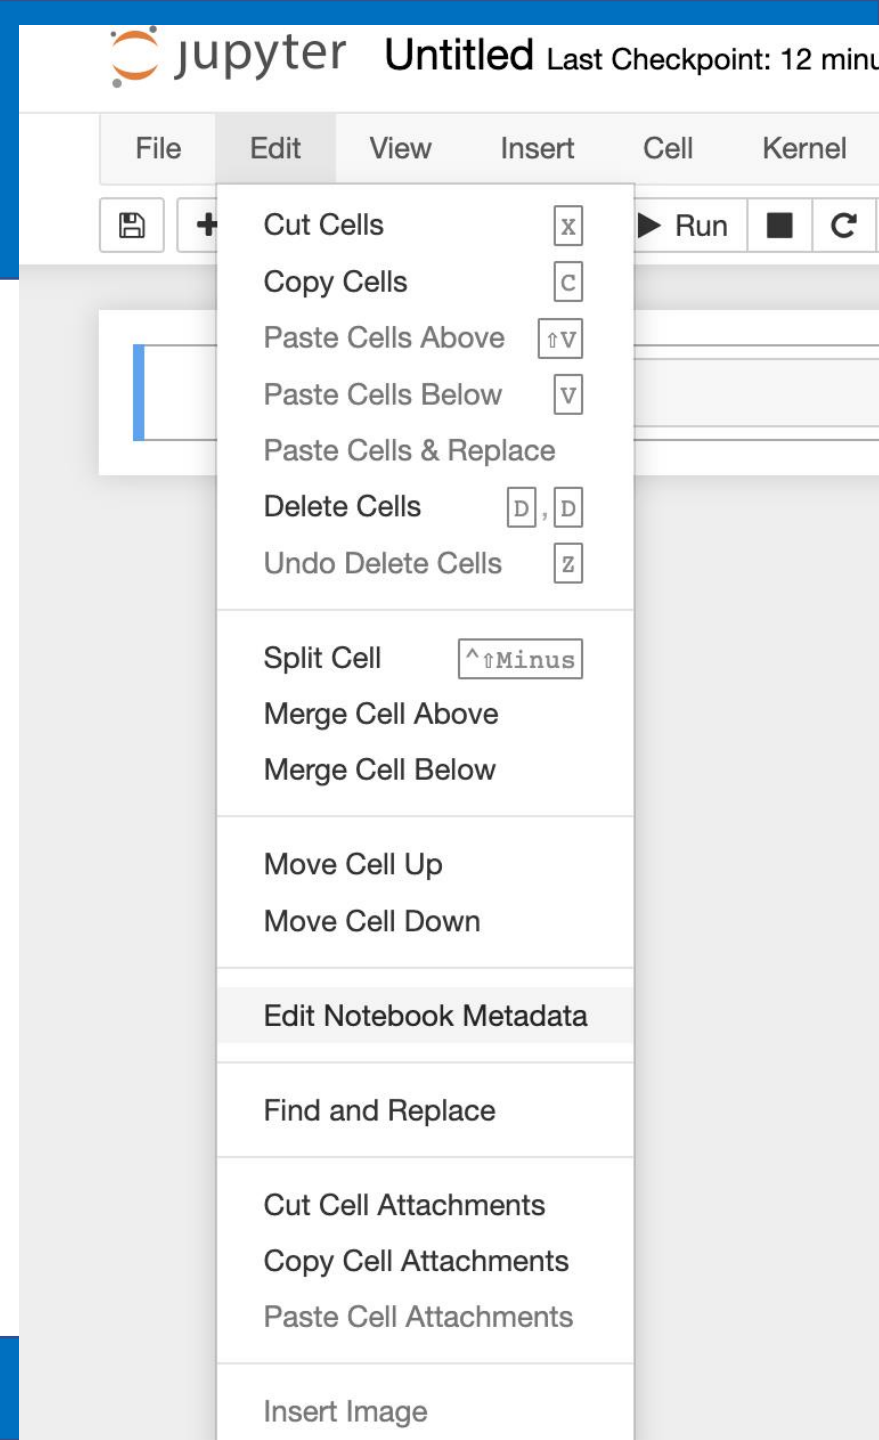 jupyter Untitled Last Checkpoint: 12 minu
File Edit View Insert Cell Kernel
Run
Cut Cells X
Copy Cells C
Paste Cells Above ⇧V
Paste Cells Below V
Paste Cells & Replace
Delete Cells D , D
Undo Delete Cells Z
Split Cell ^⇧Minus
Merge Cell Above
Merge Cell Below
Move Cell Up
Move Cell Down
Edit Notebook Metadata
Find and Replace
Cut Cell Attachments
Copy Cell Attachments
Paste Cell Attachments
Insert Image